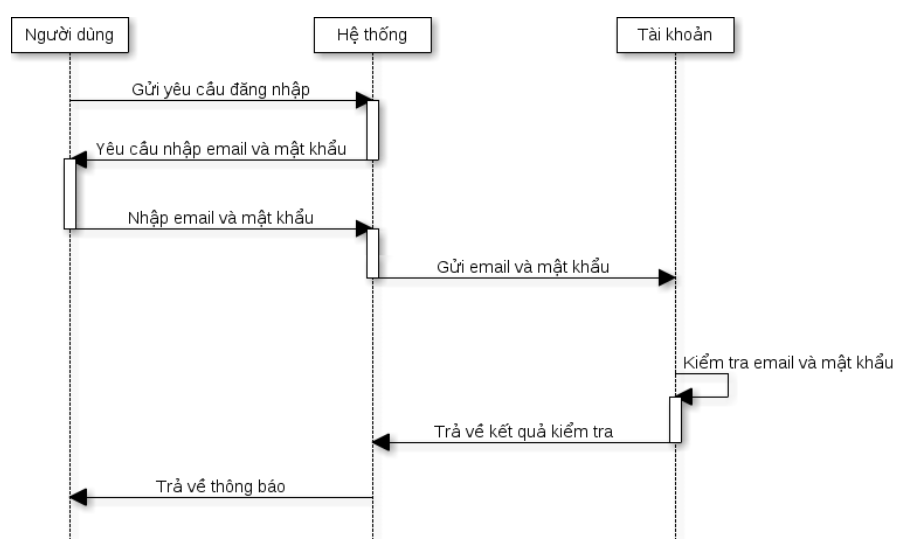 Người dùng
Hệ thống
Tài khoản
Gửi yêu cầu đăng nhập
Yêu cầu nhập email và mật khẩu
Nhập email và mật khẩu
Gửi email và mật khẩu
Kiểm tra email và mật khẩu
Trả về kết quả kiểm tra
Trả về thông báo